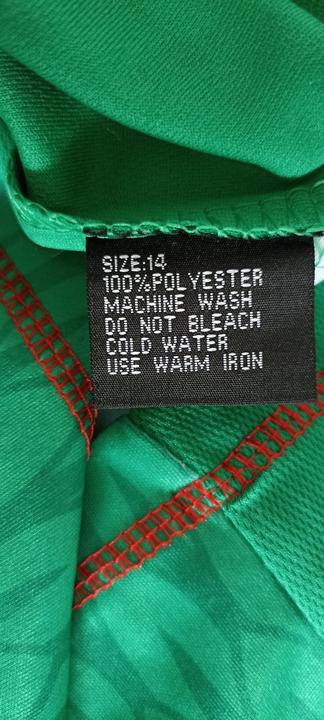 SIZE:14
100%POLYESTER
MACHINE WASH
DO NOT BLEACH
COLD WATER
USE WARM IRON